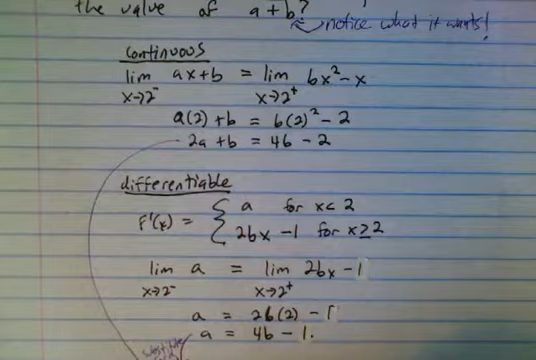 the value of a+b?
notice what it wants!
continuous
lim ax+b = lim bx² - x
x→2⁻ x→2⁺
a(2)+b = b(2)² - 2
2a+b = 4b - 2
differentiable
F'(x) = { a for x< 2
2bx -1 for x≥2
lim a = lim 2bx - 1
x→2⁻ x→2⁺
a = 2b(2) - 1
a = 4b - 1.
substitute